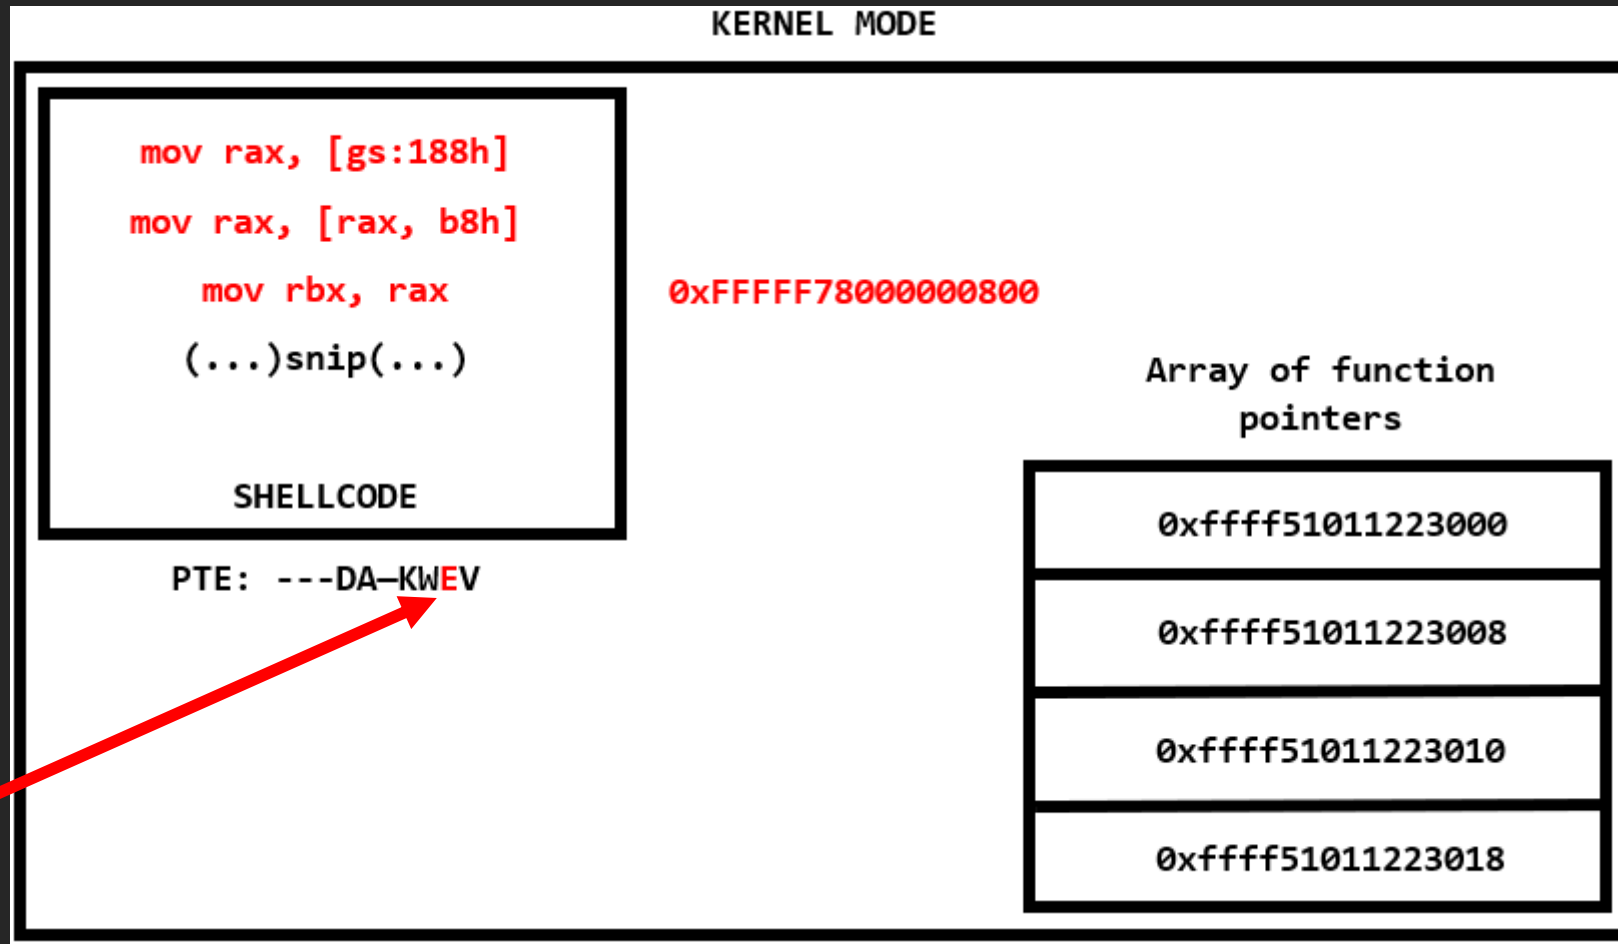 KERNEL MODE
mov rax, [gs:188h]
mov rax, [rax, b8h]
mov rbx, rax
(...)snip(...)
SHELLCODE
PTE: ---DA—KWEV
0xFFFFF78000000800
Array of function
pointers
0xffff51011223000
0xffff51011223008
0xffff51011223010
0xffff51011223018